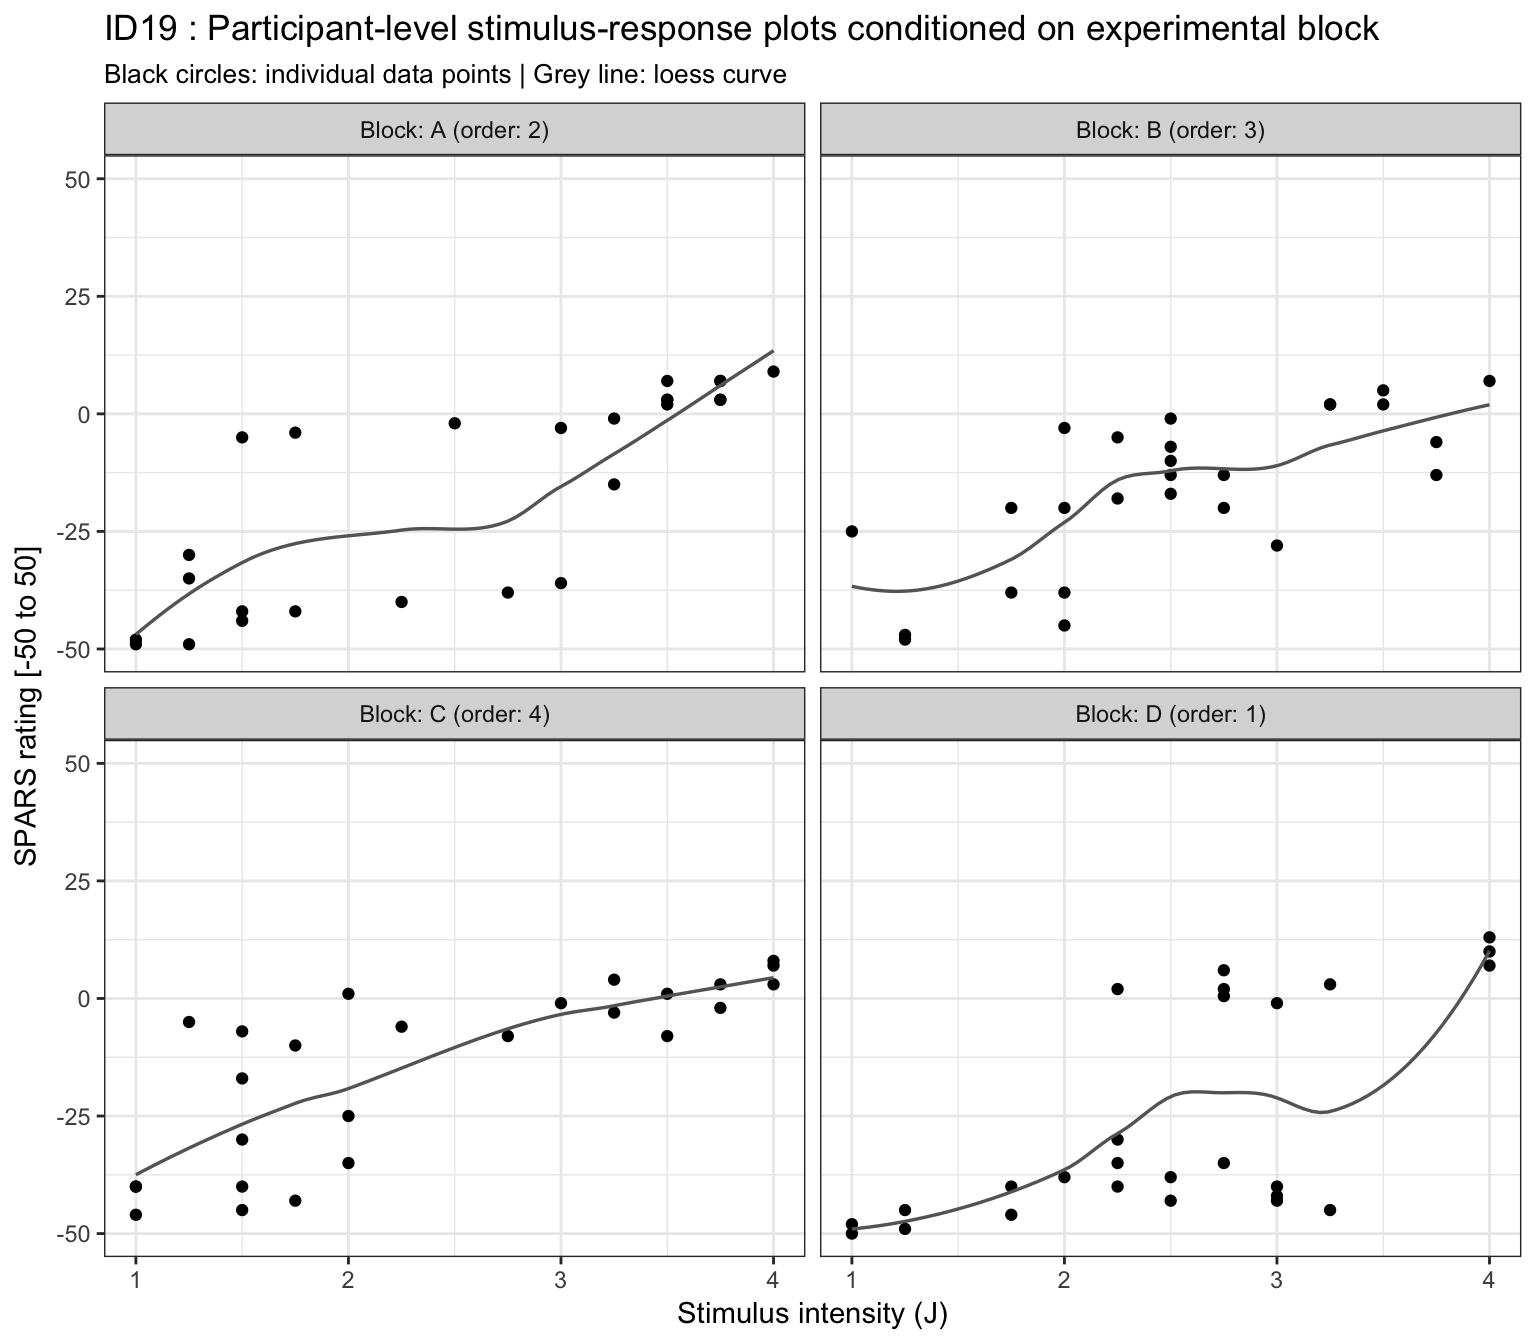 ID19 : Participant-level stimulus-response plots conditioned on experimental block
Black circles: individual data points | Grey line: loess curve
Block: A (order: 2)
Block: B (order: 3)
50
25
0
-25
-50
Block: C (order: 4)
Block: D (order: 1)
50
25
0
-25
-50
SPARS rating [-50 to 50]
1
2
3
4
1
2
3
4
Stimulus intensity (J)